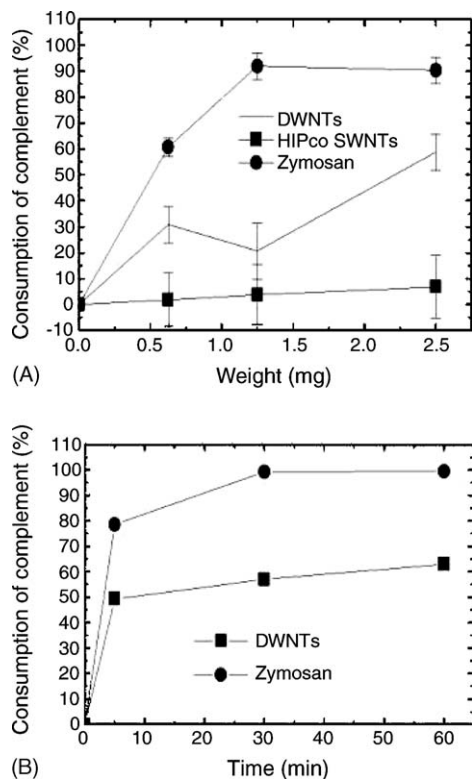 110
100
90
80
70
60
50
40
30
20
10
0
-10
Consumption of complement (%)
DWNTs
HIPco SWNTs
Zymosan
0.0 0.5 1.0 1.5 2.0 2.5
Weight (mg)
(A)
110
100
90
80
70
60
50
40
30
20
10
0
Consumption of complement (%)
DWNTs
Zymosan
0 10 20 30 40 50 60
Time (min)
(B)